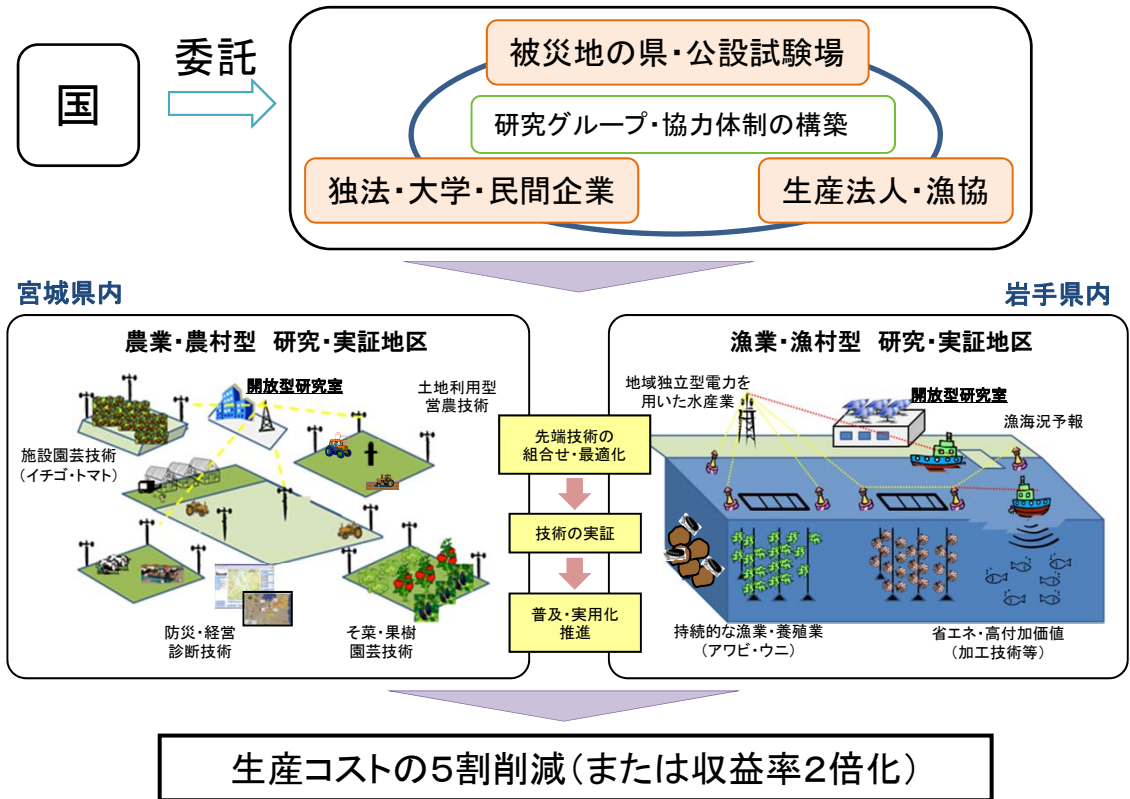 国
委託
被災地の県・公設試験場
研究グループ・協力体制の構築
独法・大学・民間企業
生産法人・漁協
宮城県内
岩手県内
農業・農村型 研究・実証地区
開放型研究室
土地利用型
営農技術
施設園芸技術
(イチゴ・トマト)
防災・経営
診断技術
そ菜・果樹
園芸技術
先端技術の
組合せ・最適化
技術の実証
普及・実用化
推進
漁業・漁村型 研究・実証地区
地域独立型電力を
用いた水産業
開放型研究室
漁海況予報
持続的な漁業・養殖業
(アワビ・ウニ)
省エネ・高付加価値
(加工技術等)
生産コストの5割削減(または収益率2倍化)